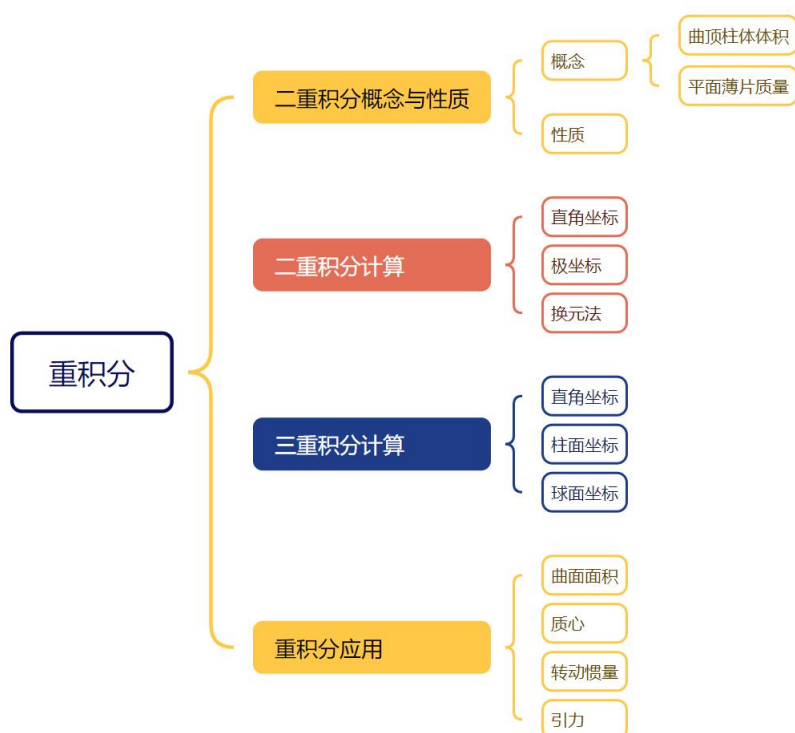 重积分
二重积分概念与性质
概念
曲顶柱体体积
平面薄片质量
性质
二重积分计算
直角坐标
极坐标
换元法
三重积分计算
直角坐标
柱面坐标
球面坐标
重积分应用
曲面面积
质心
转动惯量
引力